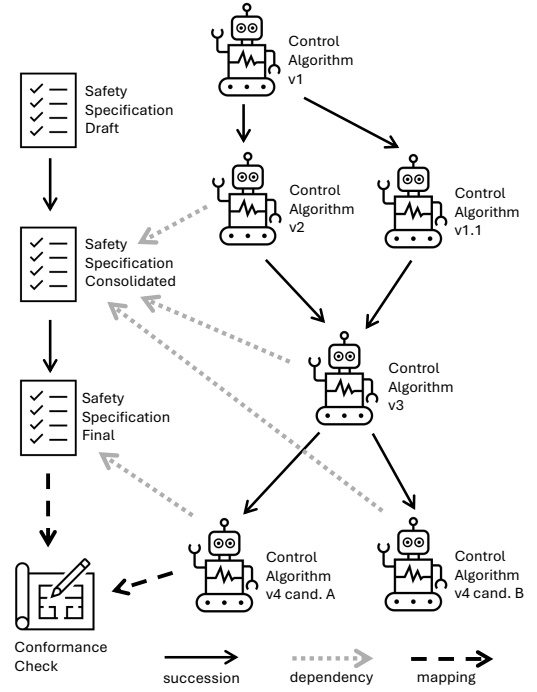 Control
Algorithm
v1
Safety
Specification
Draft
Control
Algorithm
v2
Control
Algorithm
v1.1
Safety
Specification
Consolidated
Control
Algorithm
v3
Safety
Specification
Final
Control
Algorithm
v4 cand. A
Control
Algorithm
v4 cand. B
Conformance
Check
succession
dependency
mapping